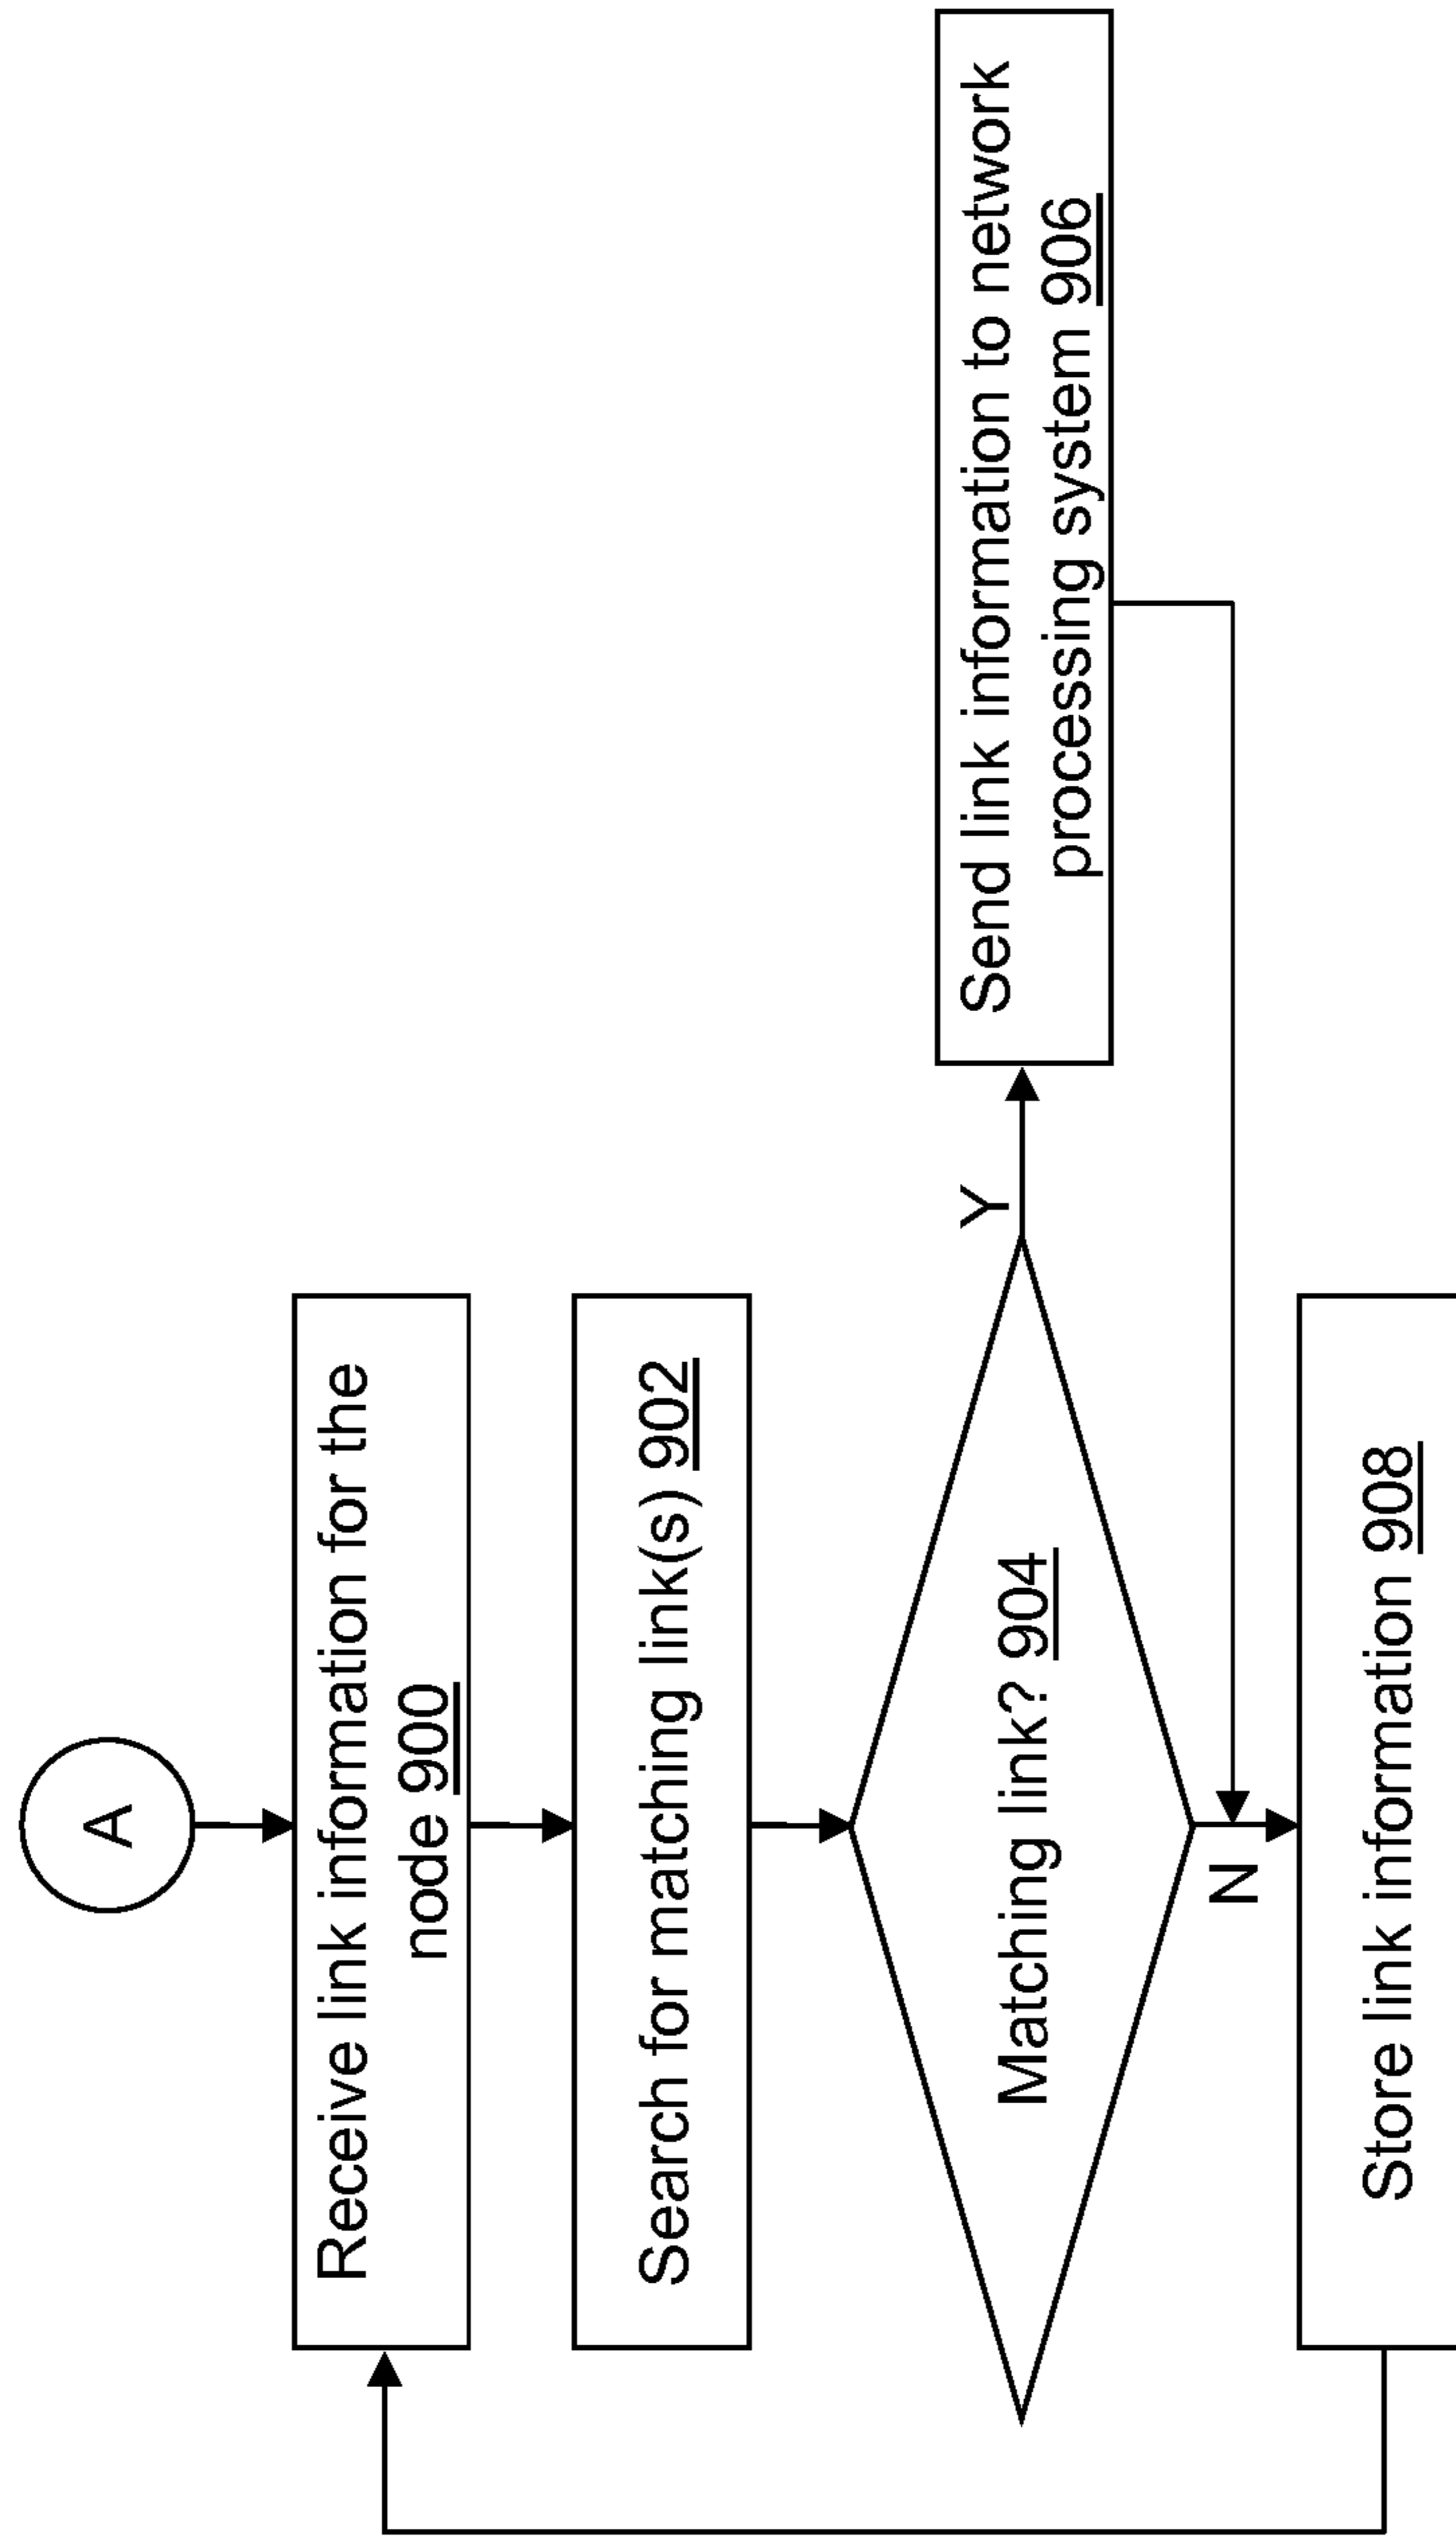 A
Receive link information for the
node 900
Search for matching link(s) 902
Matching link? 904
Y
Send link information to network
processing system 906
N
Store link information 908